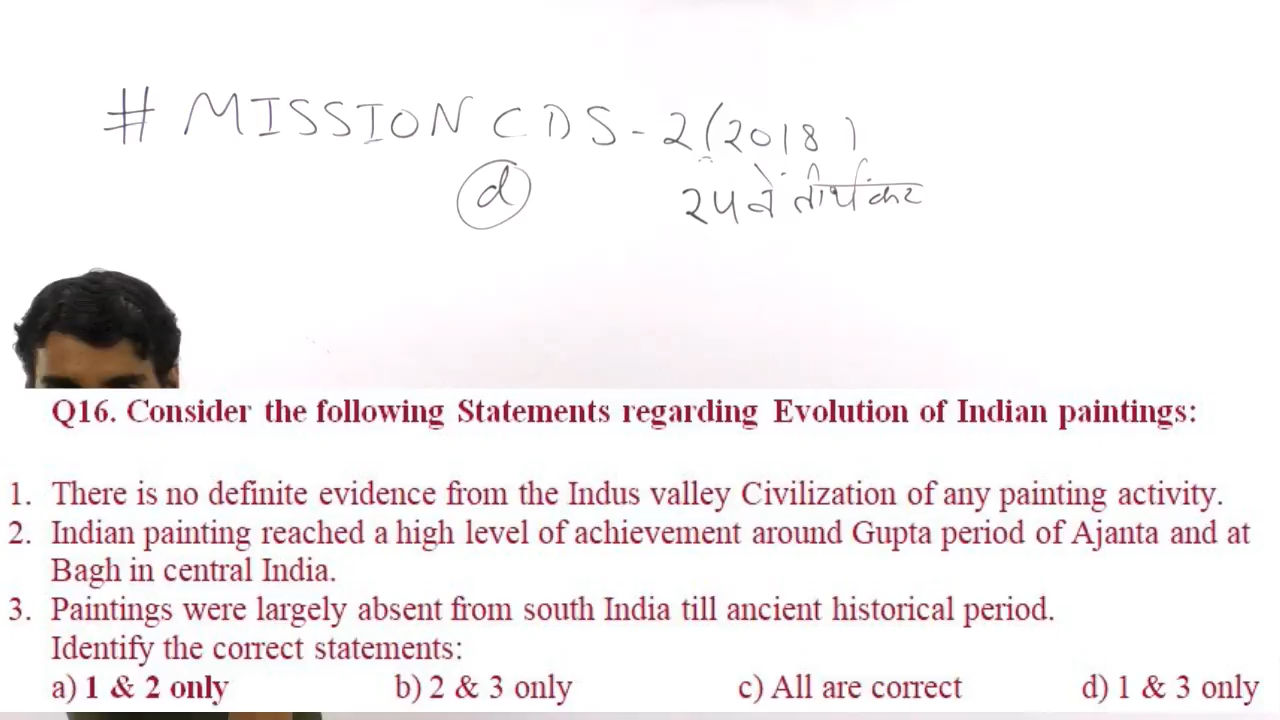 # MISSION CDS - 2 (2018)
d
24वें तीर्थंकर
Q16. Consider the following Statements regarding Evolution of Indian paintings:
1. There is no definite evidence from the Indus valley Civilization of any painting activity.
2. Indian painting reached a high level of achievement around Gupta period of Ajanta and at
Bagh in central India.
3. Paintings were largely absent from south India till ancient historical period.
Identify the correct statements:
a) 1 & 2 only b) 2 & 3 only c) All are correct d) 1 & 3 only